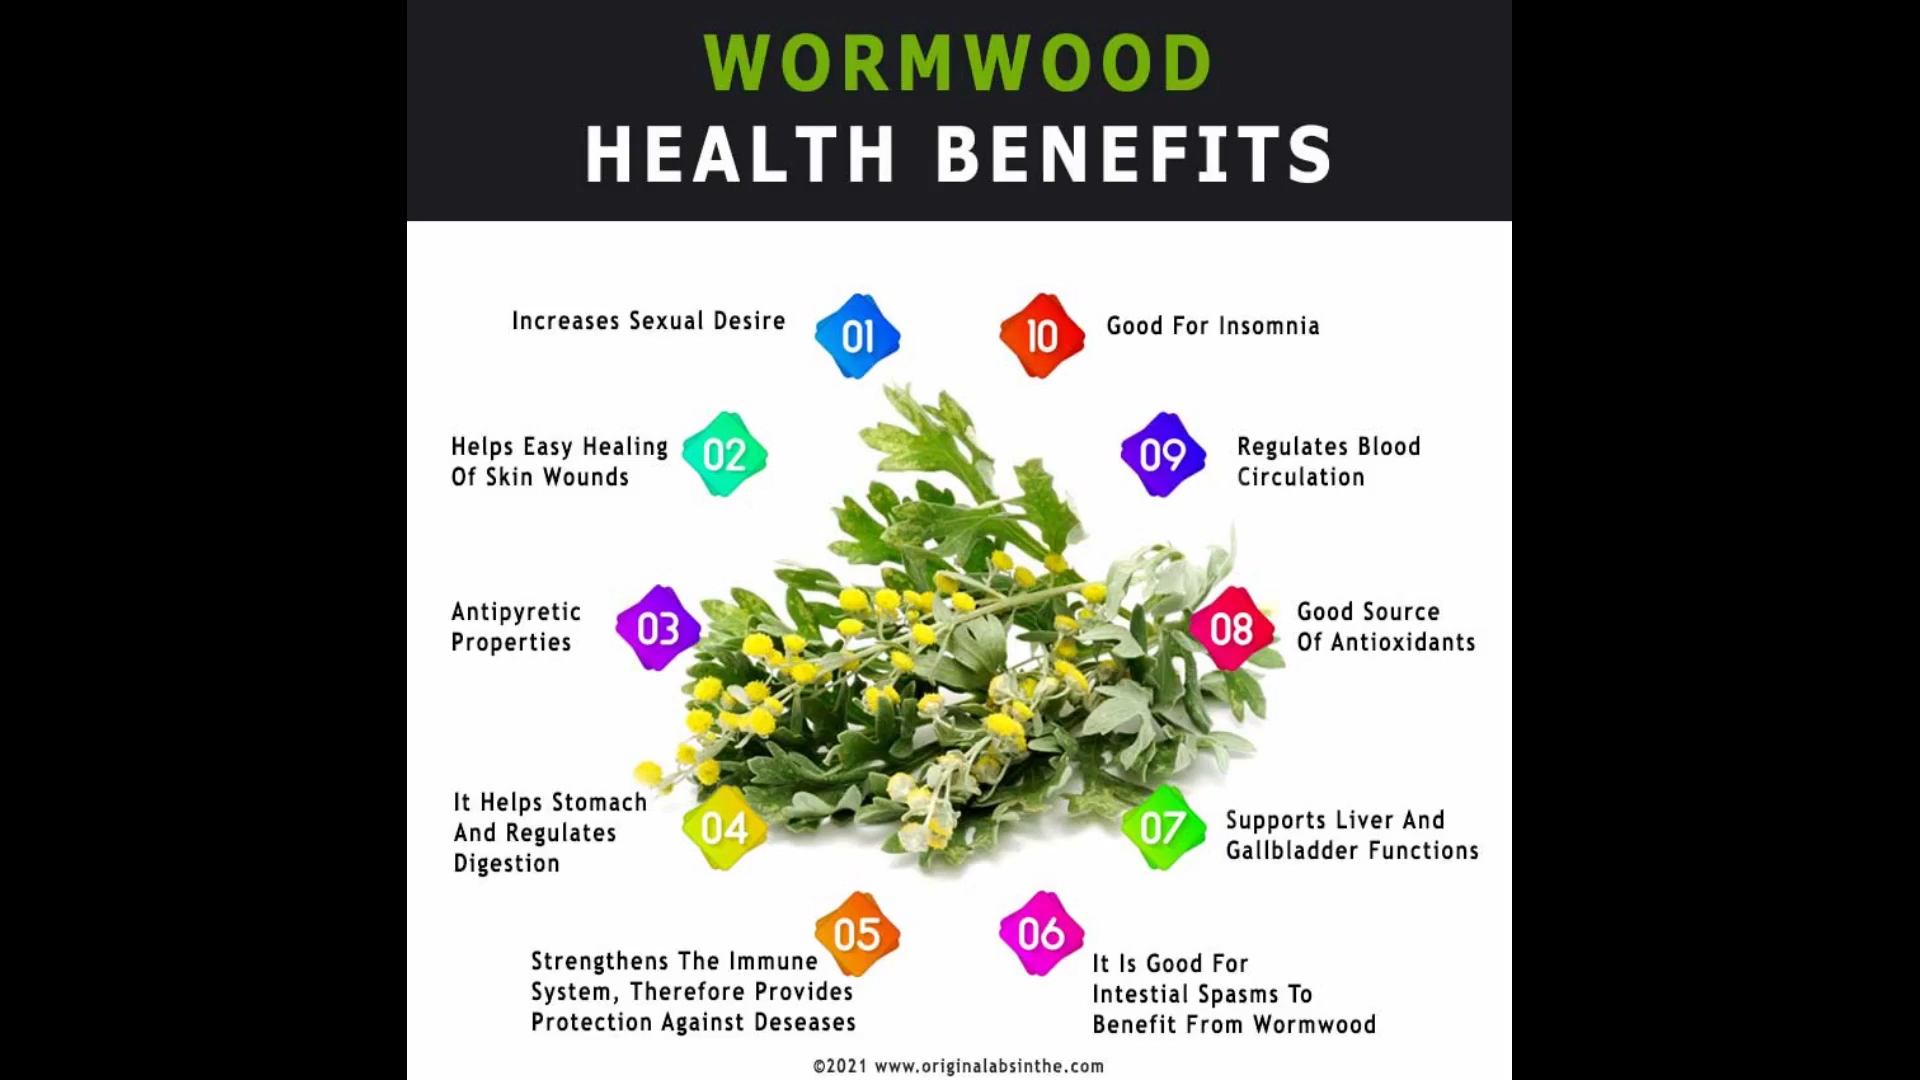 WORMWOOD
HEALTH BENEFITS
Increases Sexual Desire
01
Helps Easy Healing
Of Skin Wounds
02
Antipyretic
Properties
03
It Helps Stomach
And Regulates
Digestion
04
05
Strengthens The Immune
System, Therefore Provides
Protection Against Deseases
06
It Is Good For
Intestial Spasms To
Benefit From Wormwood
07
Supports Liver And
Gallbladder Functions
08
Good Source
Of Antioxidants
09
Regulates Blood
Circulation
10
Good For Insomnia
©2021 www.originalabsinthe.com